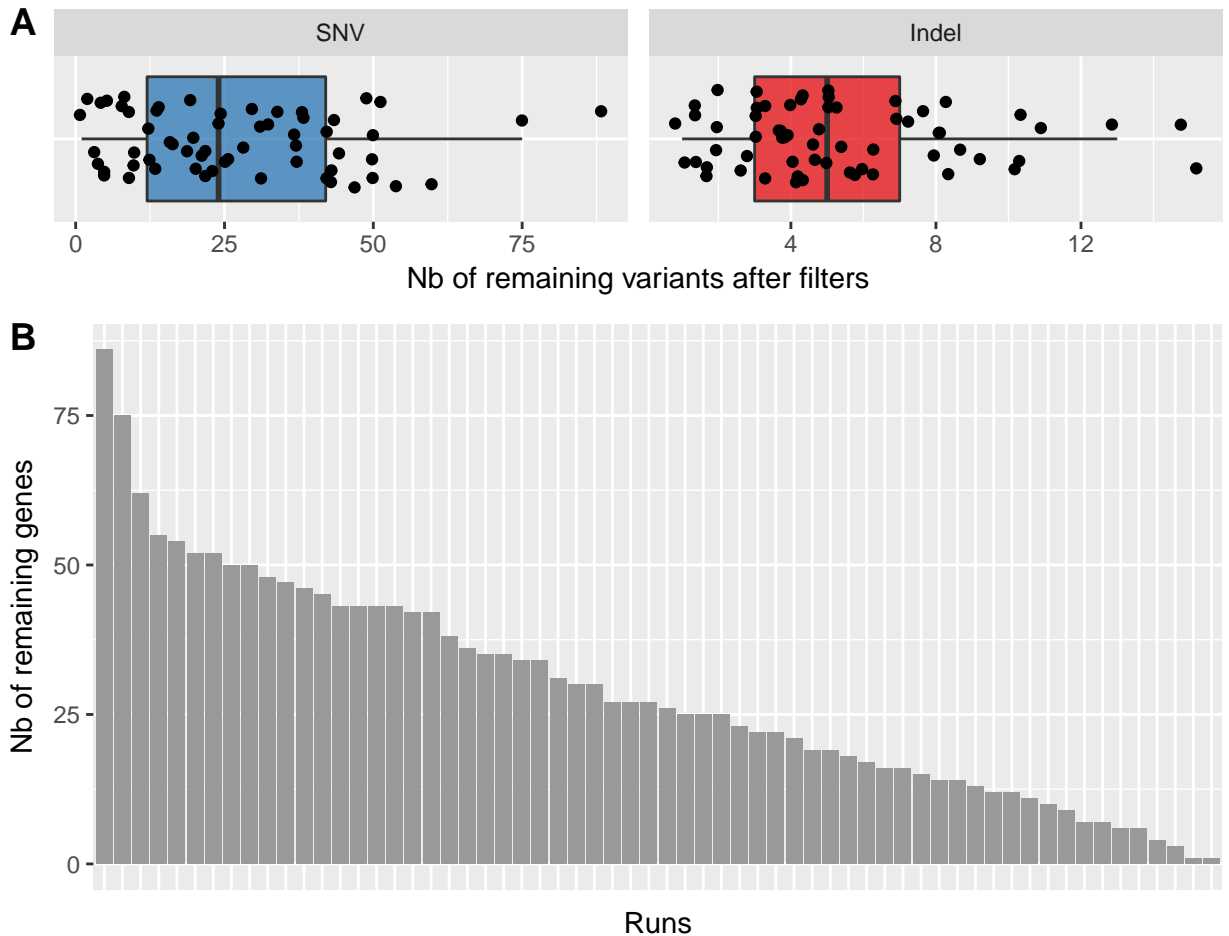 A
SNV
Indel
0 25 50 75
4 8 12
Nb of remaining variants after filters
B
Nb of remaining genes
75
50
25
0
Runs